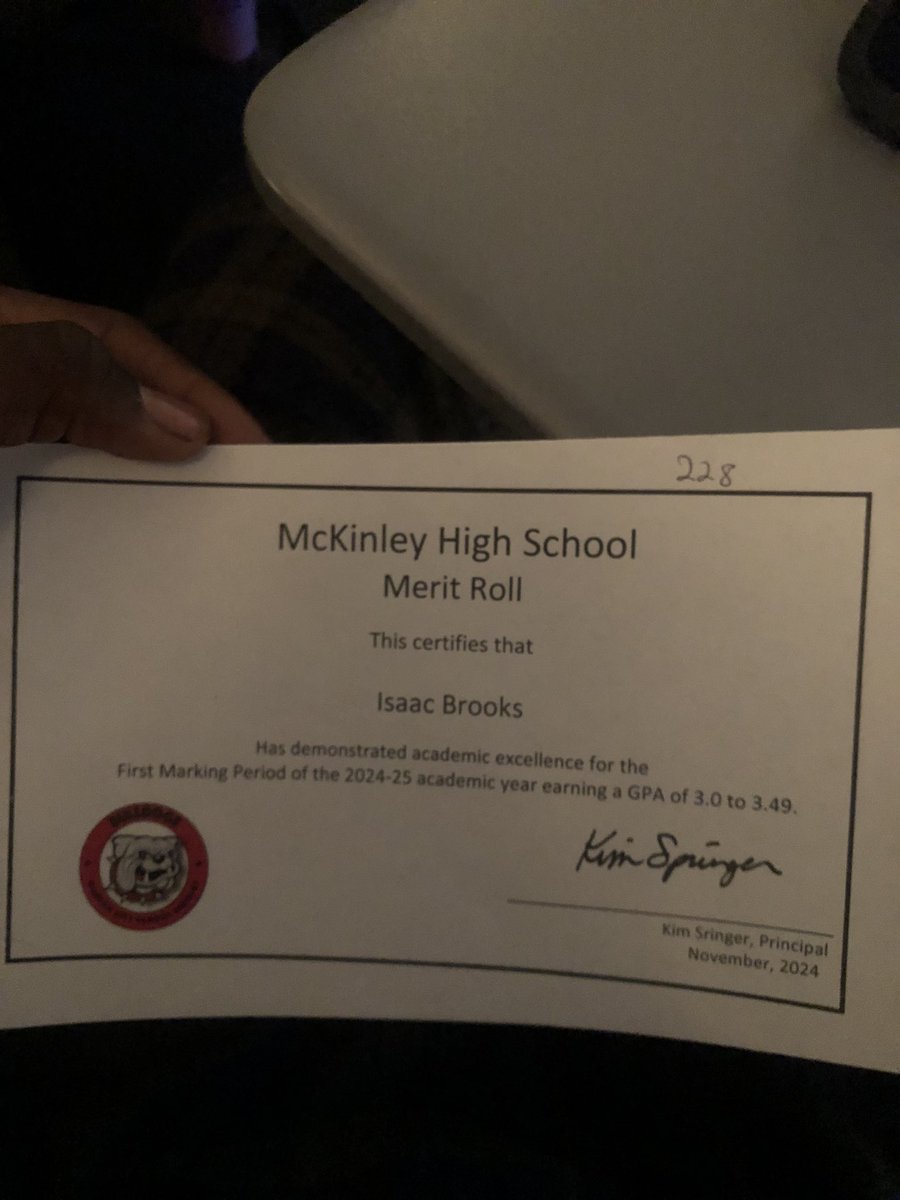 228
McKinley High School
Merit Roll
This certifies that
Isaac Brooks
Has demonstrated academic excellence for the
First Marking Period of the 2024-25 academic year earning a GPA of 3.0 to 3.49.
Kim Springer
Kim Sringer, Principal
November, 2024